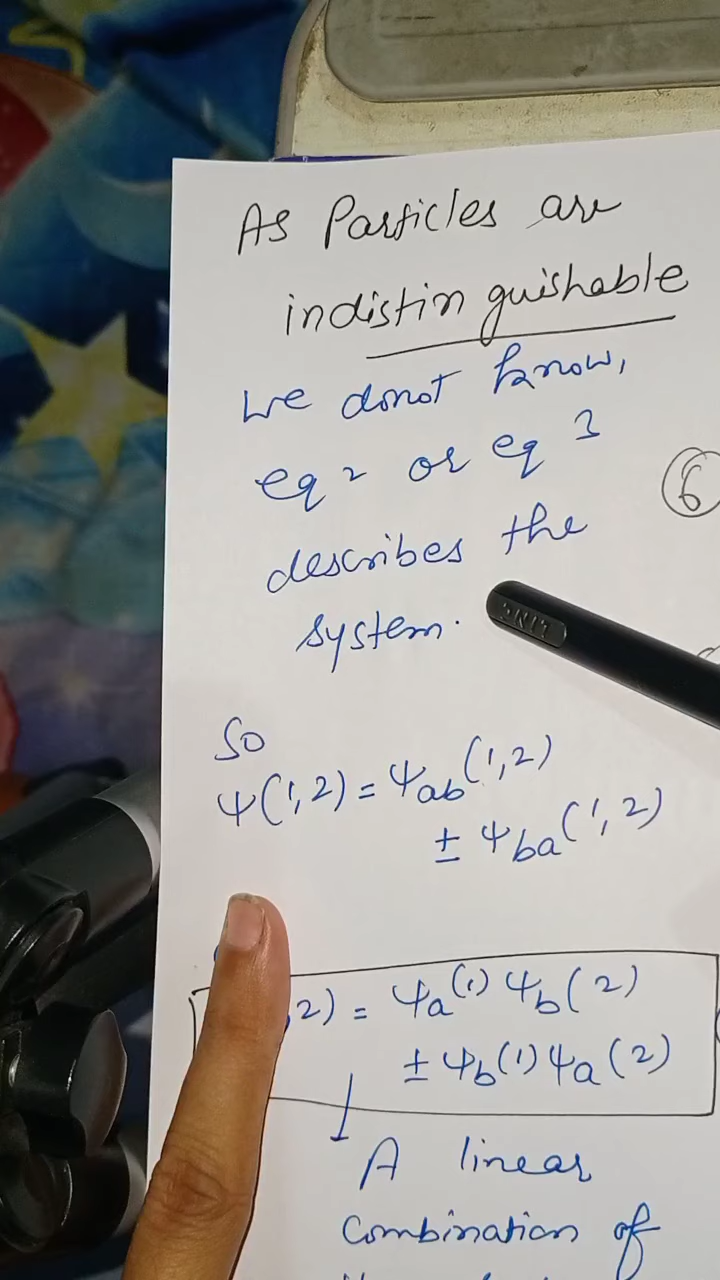 As Particles are
indistinguishable
We donot know,
eq 2 or eq 3
describes the
system.
6
UNIT
So
Ψ(1,2) = Ψab(1,2)
± Ψba(1,2)
,2) = Ψa(1) Ψb(2)
± Ψb(1) Ψa(2)
A linear
Combination of